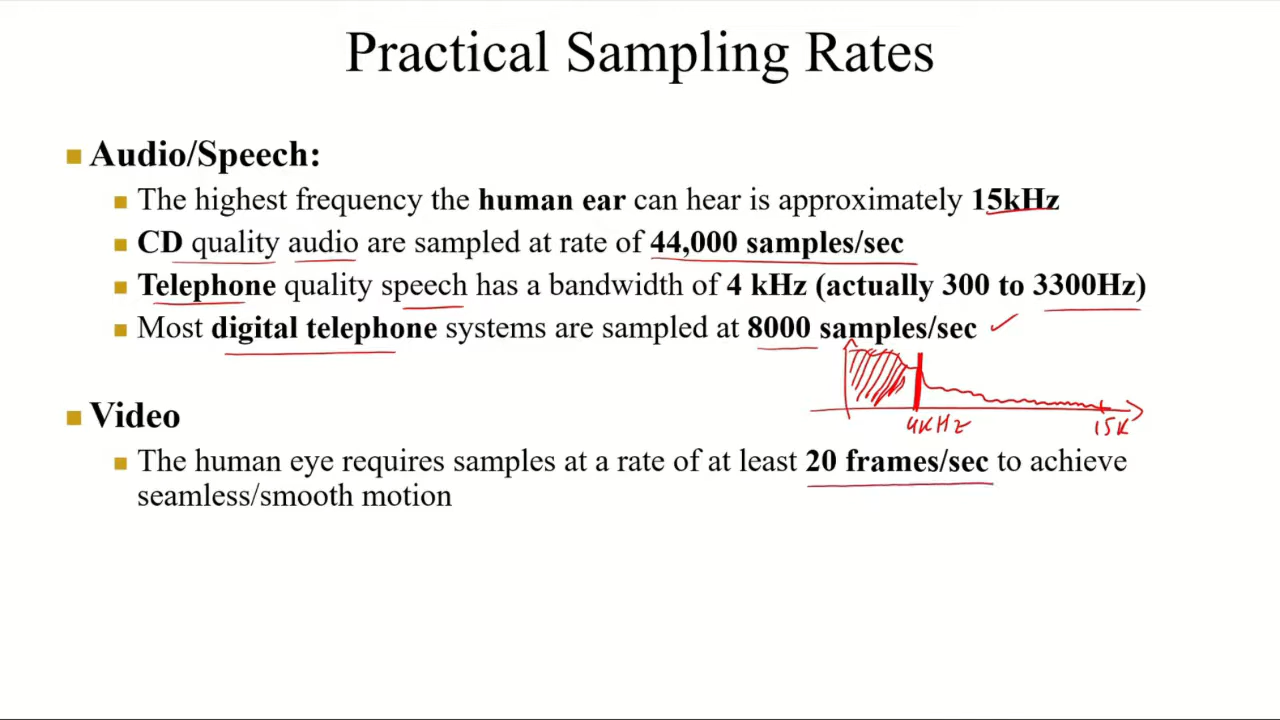 Practical Sampling Rates
Audio/Speech:
The highest frequency the human ear can hear is approximately 15kHz
CD quality audio are sampled at rate of 44,000 samples/sec
Telephone quality speech has a bandwidth of 4 kHz (actually 300 to 3300Hz)
Most digital telephone systems are sampled at 8000 samples/sec
4KHz
15K
Video
The human eye requires samples at a rate of at least 20 frames/sec to achieve
seamless/smooth motion